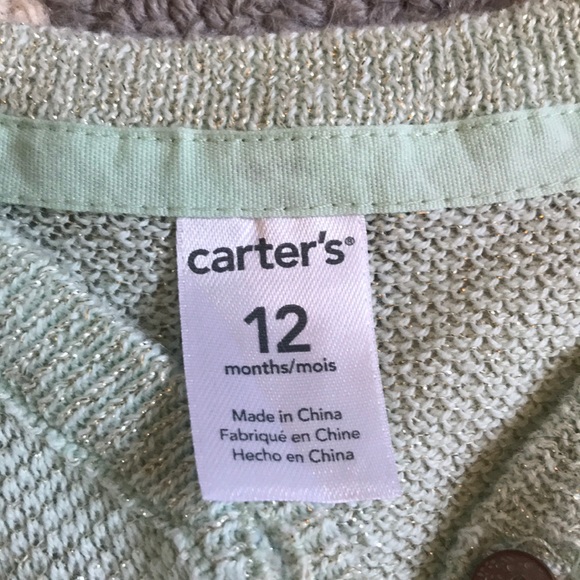 carter's®
12
months/mois
Made in China
Fabriqué en Chine
Hecho en China